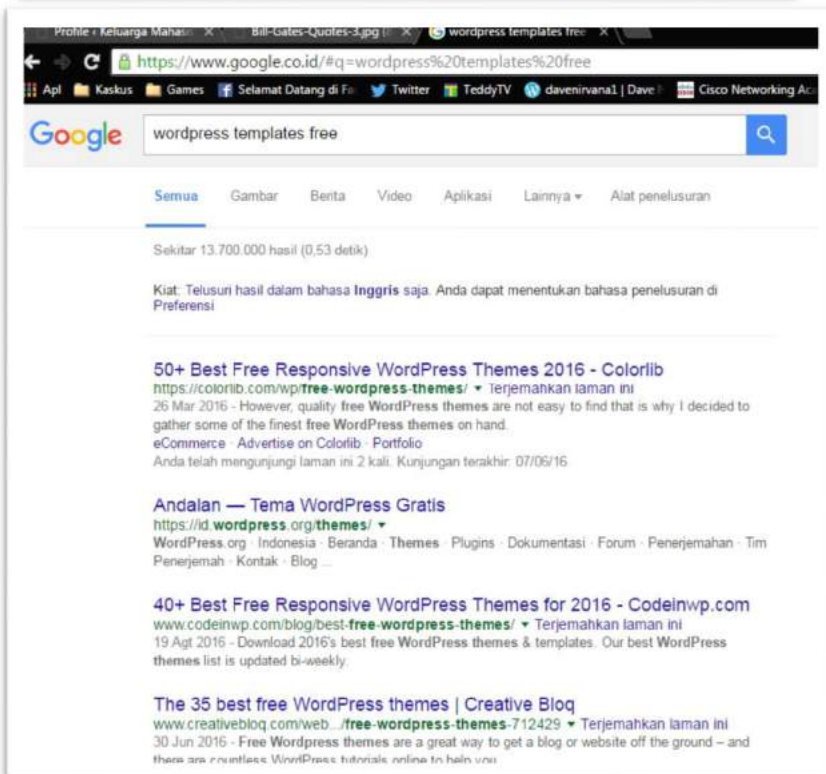 Profile ‹ Keluarga Mahas
Bill-Gates-Quotes-3.jpg
wordpress templates free
https://www.google.co.id/#q=wordpress%20templates%20free
Apl Kaskus Games Selamat Datang di Fa Twitter TeddyTV davenirvana1 | Dave Cisco Networking Aca
Google wordpress templates free
Semua Gambar Berita Video Aplikasi Lainnya Alat penelusuran
Sekitar 13.700.000 hasil (0,53 detik)
Kiat: Telusuri hasil dalam bahasa Inggris saja. Anda dapat menentukan bahasa penelusuran di
Preferensi
50+ Best Free Responsive WordPress Themes 2016 - Colorlib
https://colorlib.com/wp/free-wordpress-themes/ ▾ Terjemahkan laman ini
26 Mar 2016 - However, quality free WordPress themes are not easy to find that is why I decided to
gather some of the finest free WordPress themes on hand.
eCommerce · Advertise on Colorlib · Portfolio
Anda telah mengunjungi laman ini 2 kali. Kunjungan terakhir: 07/06/16
Andalan — Tema WordPress Gratis
https://id.wordpress.org/themes/ ▾
WordPress.org · Indonesia · Beranda · Themes · Plugins · Dokumentasi · Forum · Penerjemahan · Tim
Penerjemah · Kontak · Blog ...
40+ Best Free Responsive WordPress Themes for 2016 - Codeinwp.com
www.codeinwp.com/blog/best-free-wordpress-themes/ ▾ Terjemahkan laman ini
19 Agt 2016 - Download 2016's best free WordPress themes & templates. Our best WordPress
themes list is updated bi-weekly.
The 35 best free WordPress themes | Creative Bloq
www.creativebloq.com/web.../free-wordpress-themes-712429 ▾ Terjemahkan laman ini
30 Jun 2016 - Free Wordpress themes are a great way to get a blog or website off the ground – and
there are countless WordPress tutorials online to help you